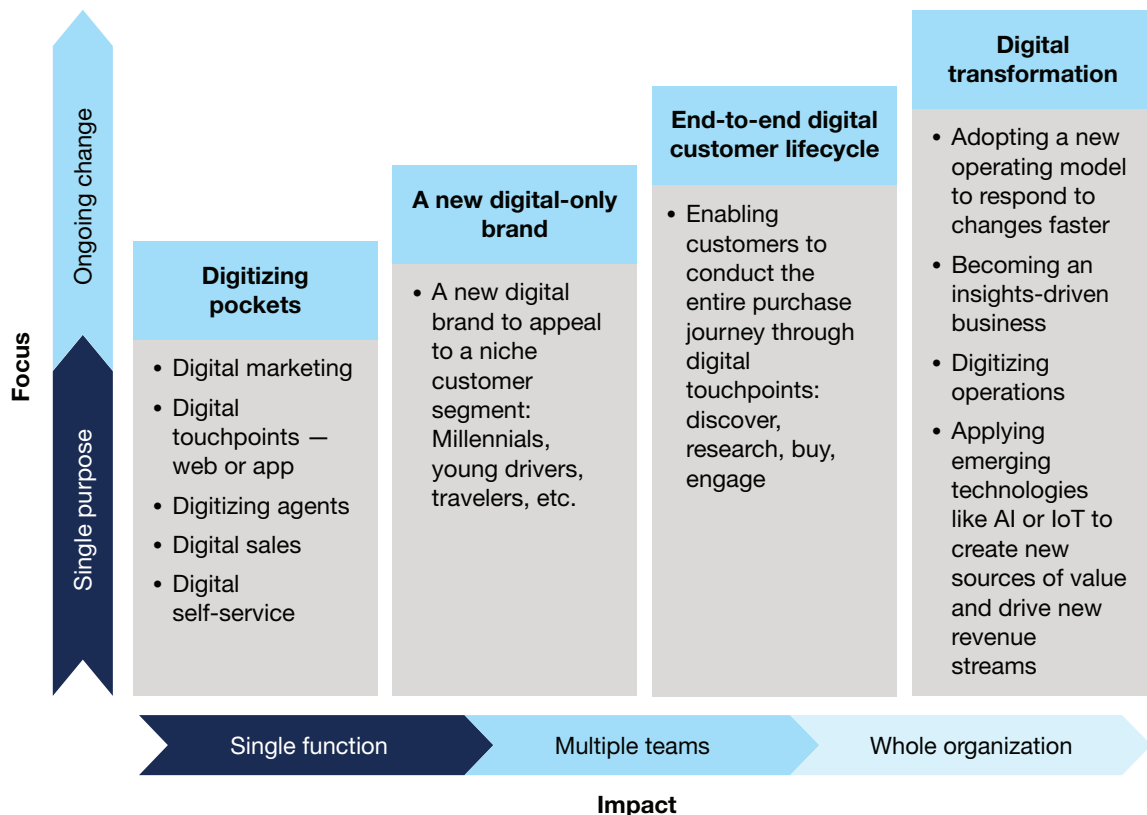 Focus
Ongoing change
Single purpose
Digitizing
pockets
• Digital marketing
• Digital
touchpoints —
web or app
• Digitizing agents
• Digital sales
• Digital
self-service
A new digital-only
brand
• A new digital
brand to appeal
to a niche
customer
segment:
Millennials,
young drivers,
travelers, etc.
End-to-end digital
customer lifecycle
• Enabling
customers to
conduct the
entire purchase
journey through
digital
touchpoints:
discover,
research, buy,
engage
Digital
transformation
• Adopting a new
operating model
to respond to
changes faster
• Becoming an
insights-driven
business
• Digitizing
operations
• Applying
emerging
technologies
like AI or IoT to
create new
sources of value
and drive new
revenue
streams
Single function
Multiple teams
Whole organization
Impact